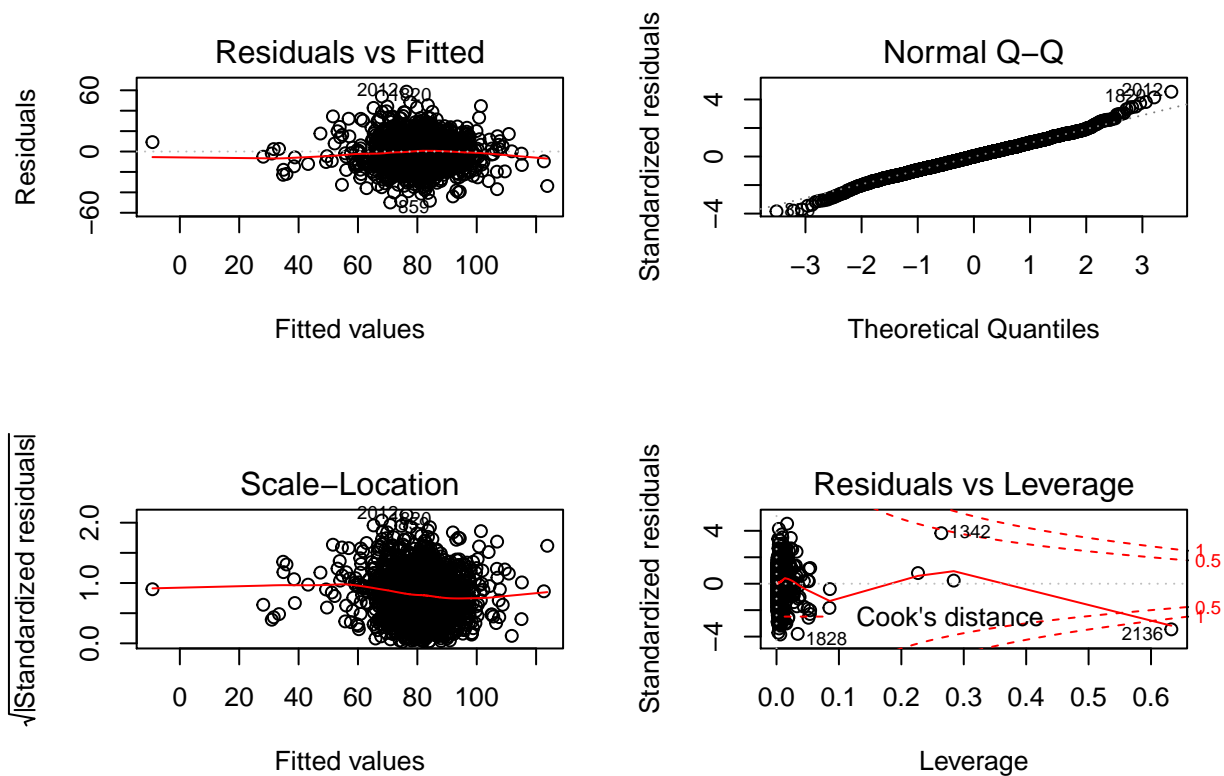 Residuals vs Fitted
Residuals
−60 0 60
2012 1820
859
0 20 40 60 80 100
Fitted values
Normal Q−Q
Standardized residuals
−4 0 4
2012
1820
−3 −2 −1 0 1 2 3
Theoretical Quantiles
Scale−Location
√|Standardized residuals|
0.0 1.0 2.0
2012
0 20 40 60 80 100
Fitted values
Residuals vs Leverage
Standardized residuals
−4 0 4
1342
1
0.5
0.5
1
Cook's distance
1828
2136
0.0 0.1 0.2 0.3 0.4 0.5 0.6
Leverage